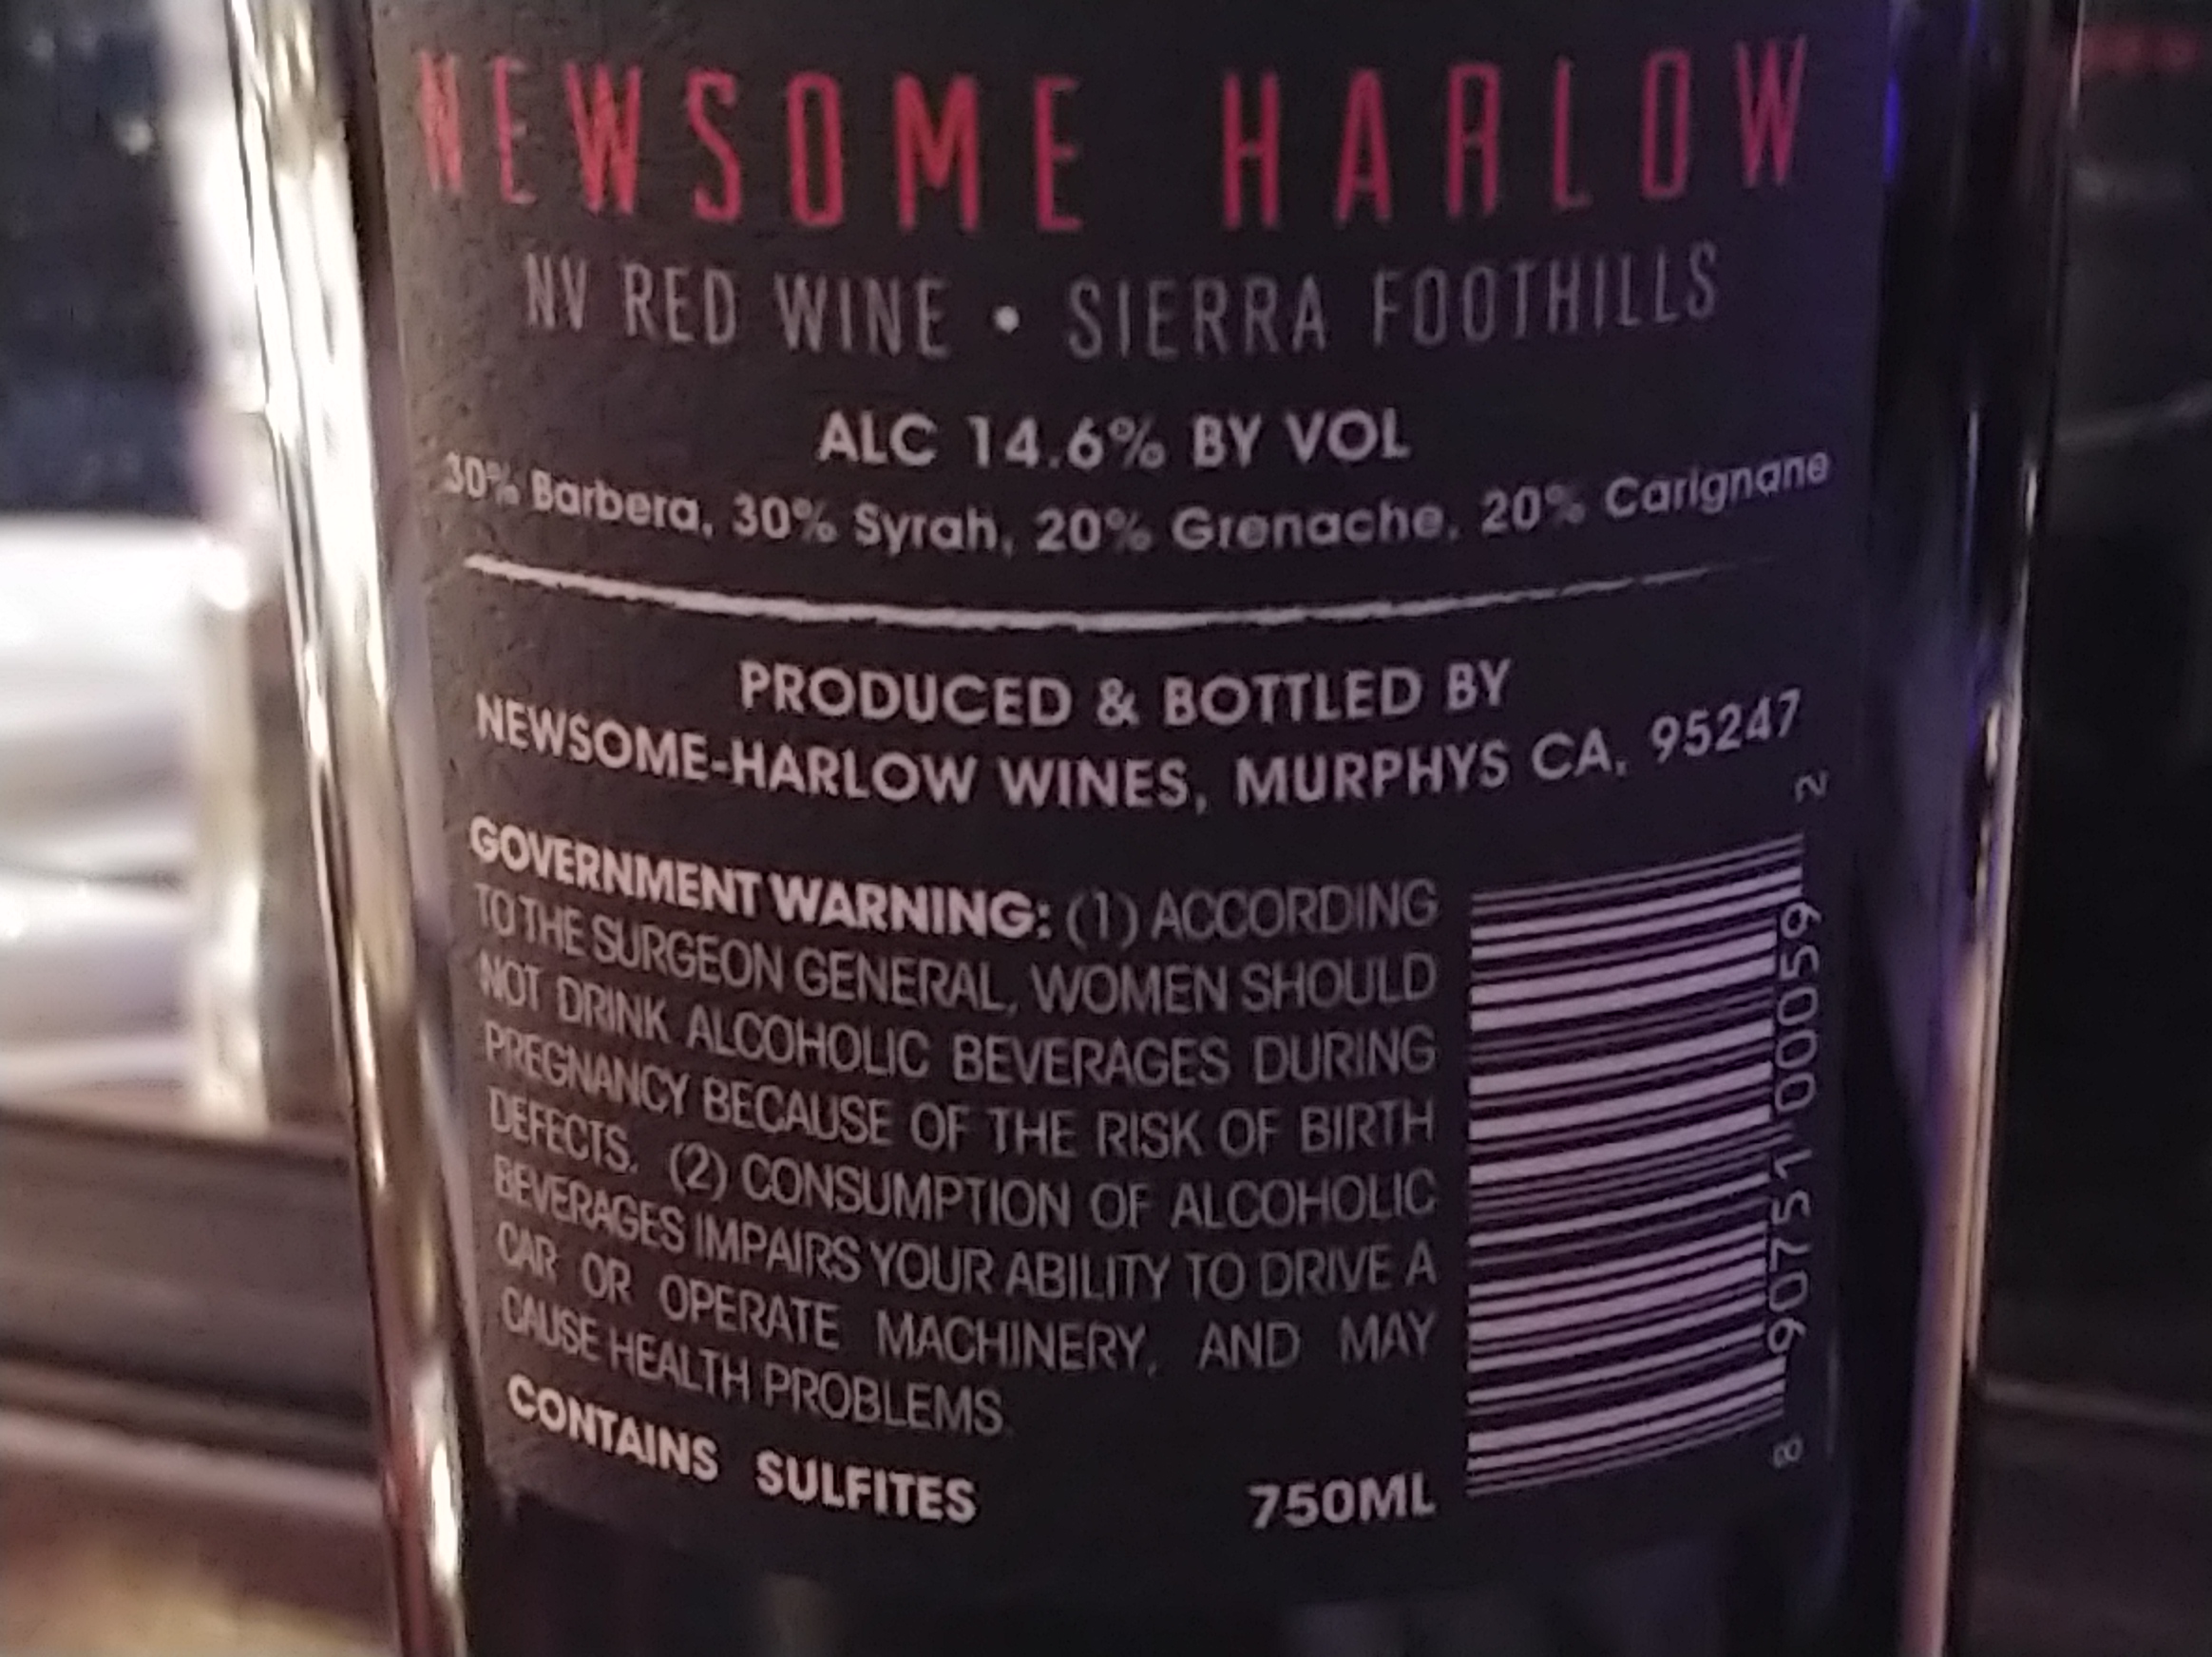 NEWSOME HARLOW
NV RED WINE • SIERRA FOOTHILLS
ALC 14.6% BY VOL
30% Barbera, 30% Syrah, 20% Grenache, 20% Carignane
PRODUCED & BOTTLED BY
NEWSOME-HARLOW WINES, MURPHYS CA, 95247
GOVERNMENT WARNING: (1) ACCORDING
TO THE SURGEON GENERAL, WOMEN SHOULD
NOT DRINK ALCOHOLIC BEVERAGES DURING
PREGNANCY BECAUSE OF THE RISK OF BIRTH
DEFECTS. (2) CONSUMPTION OF ALCOHOLIC
BEVERAGES IMPAIRS YOUR ABILITY TO DRIVE A
CAR OR OPERATE MACHINERY, AND MAY
CAUSE HEALTH PROBLEMS.
CONTAINS SULFITES
750ML
8 90751 00059 2